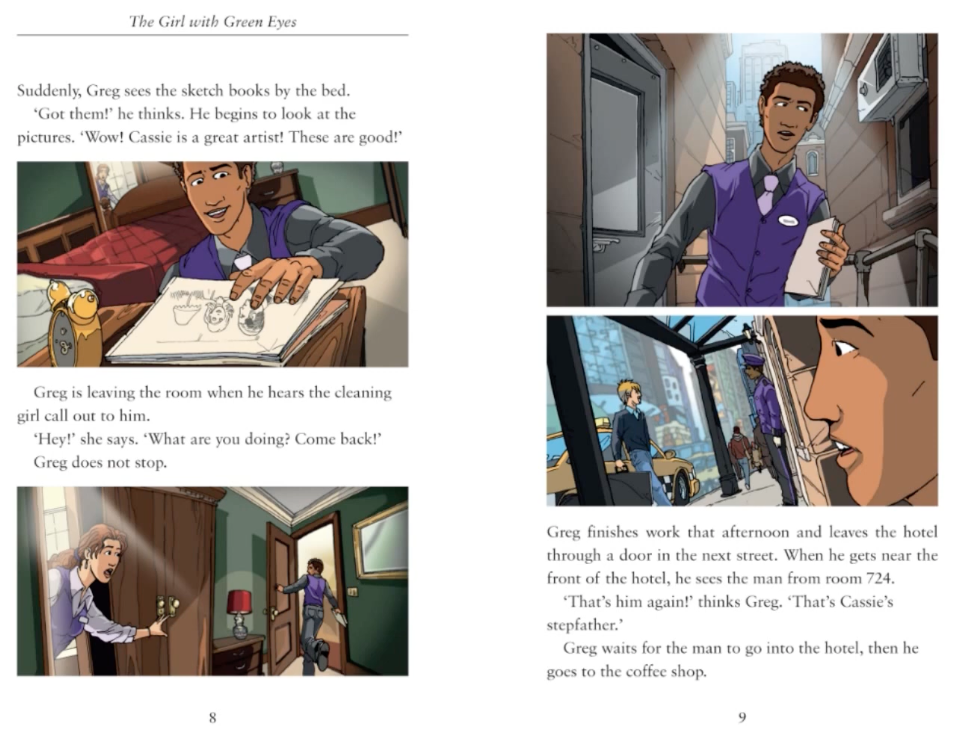 The Girl with Green Eyes
Suddenly, Greg sees the sketch books by the bed.
‘Got them!’ he thinks. He begins to look at the
pictures. ‘Wow! Cassie is a great artist! These are good!’
Greg is leaving the room when he hears the cleaning
girl call out to him.
‘Hey!’ she says. ‘What are you doing? Come back!’
Greg does not stop.
8
Greg finishes work that afternoon and leaves the hotel
through a door in the next street. When he gets near the
front of the hotel, he sees the man from room 724.
‘That’s him again!’ thinks Greg. ‘That’s Cassie’s
stepfather.’
Greg waits for the man to go into the hotel, then he
goes to the coffee shop.
9